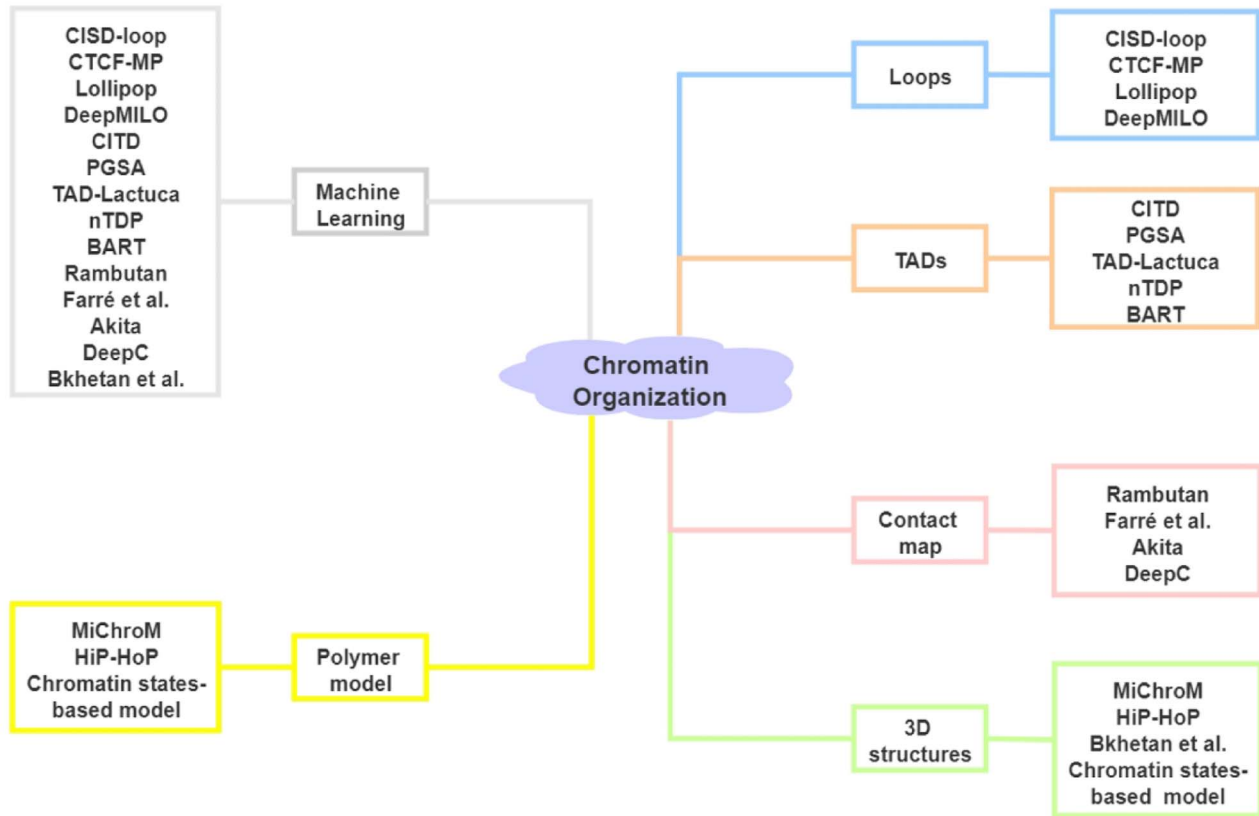 CISD-loop
CTCF-MP
Lollipop
DeepMILO
CITD
PGSA
TAD-Lactuca
nTDP
BART
Rambutan
Farré et al.
Akita
DeepC
Bkhetan et al.
Machine
Learning
MiChroM
HiP-HoP
Chromatin states-
based model
Polymer
model
Chromatin
Organization
Loops
CISD-loop
CTCF-MP
Lollipop
DeepMILO
TADs
CITD
PGSA
TAD-Lactuca
nTDP
BART
Contact
map
Rambutan
Farré et al.
Akita
DeepC
3D
structures
MiChroM
HiP-HoP
Bkhetan et al.
Chromatin states-
based model